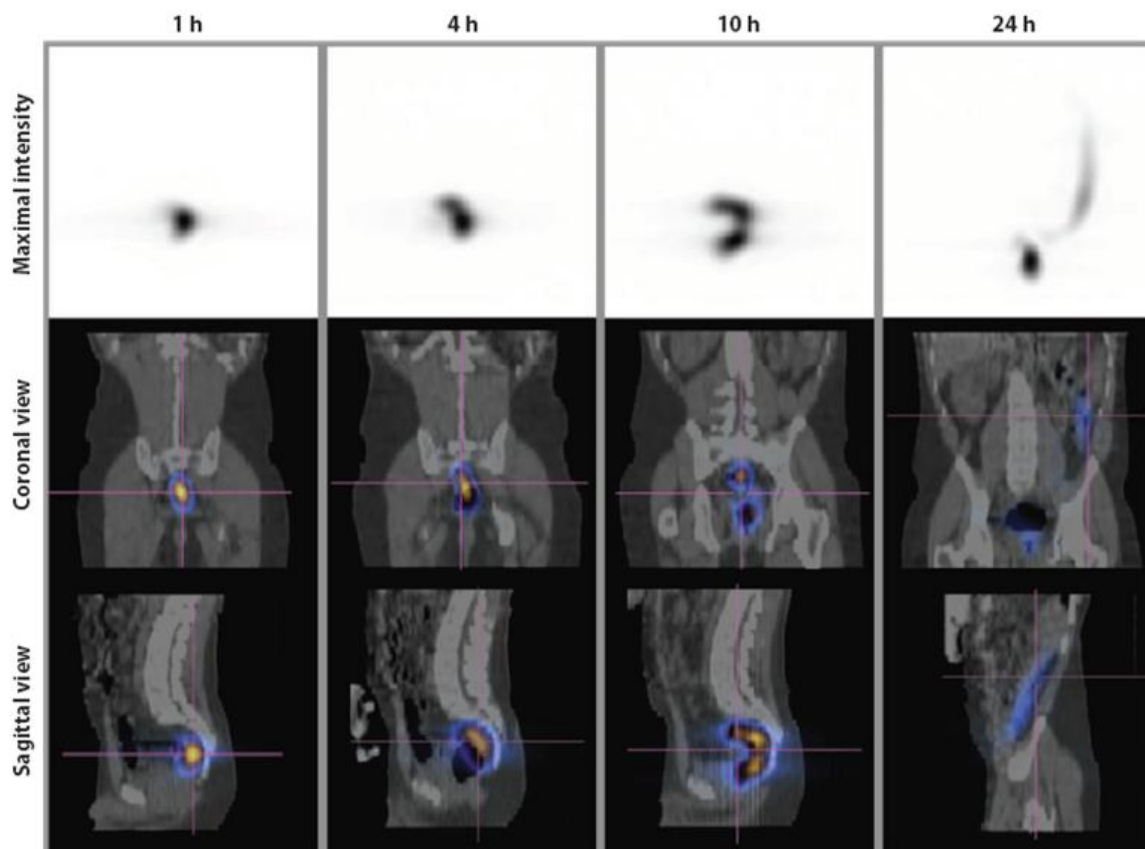 1 h
4 h
10 h
24 h
Maximal intensity
Coronal view
Sagittal view